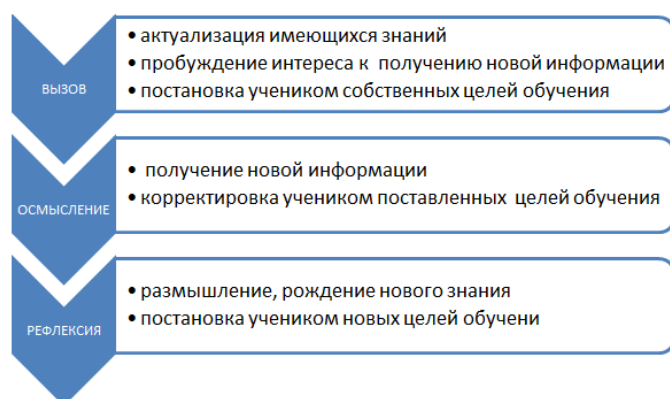 ВЫЗОВ
• актуализация имеющихся знаний
• пробуждение интереса к получению новой информации
• постановка учеником собственных целей обучения
ОСМЫСЛЕНИЕ
• получение новой информации
• корректировка учеником поставленных целей обучения
РЕФЛЕКСИЯ
• размышление, рождение нового знания
• постановка учеником новых целей обучени